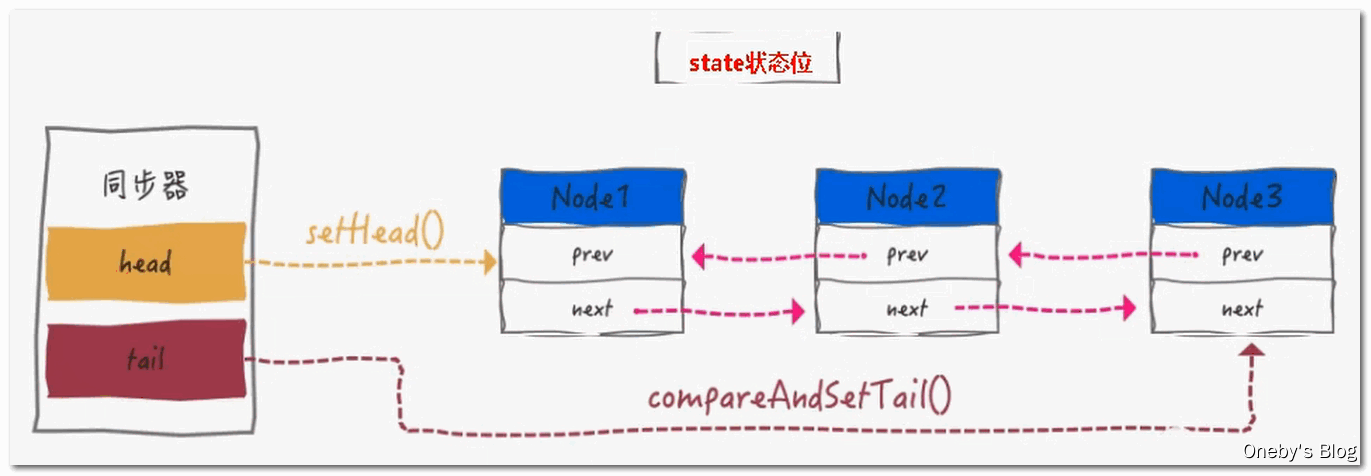 state状态位
同步器
head
tail
setHead()
Node1
prev
next
Node2
prev
next
Node3
prev
next
compareAndSetTail()
Oneby's Blog